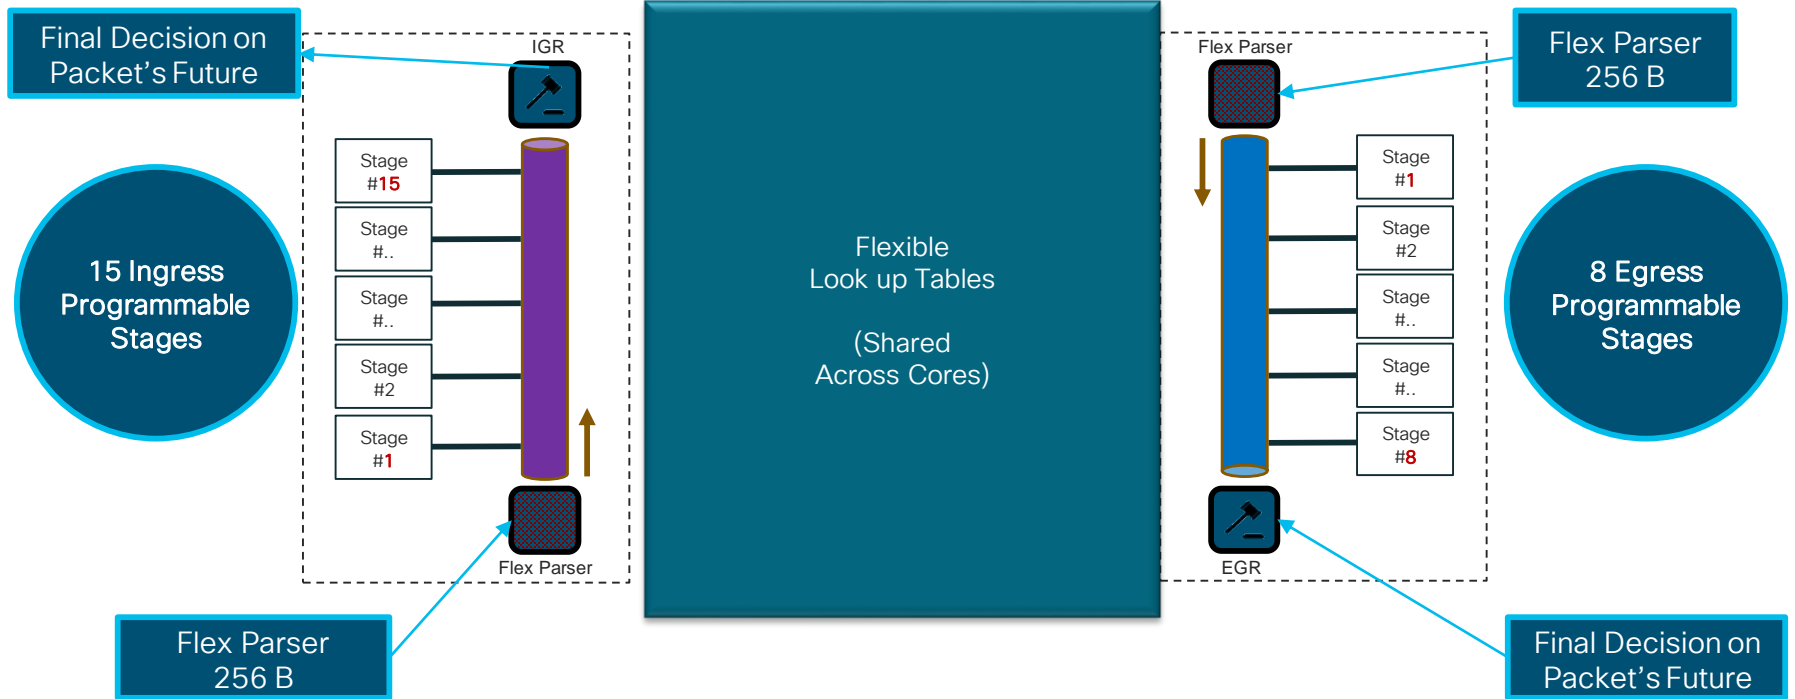 Final Decision on
Packet's Future
IGR
Stage
#15
Stage
#..
Stage
#..
Stage
#2
Stage
#1
Flex Parser
15 Ingress
Programmable
Stages
Flex Parser
256 B
Flexible
Look up Tables
(Shared
Across Cores)
Flex Parser
Flex Parser
256 B
Stage
#1
Stage
#2
Stage
#..
Stage
#..
Stage
#8
EGR
8 Egress
Programmable
Stages
Final Decision on
Packet's Future